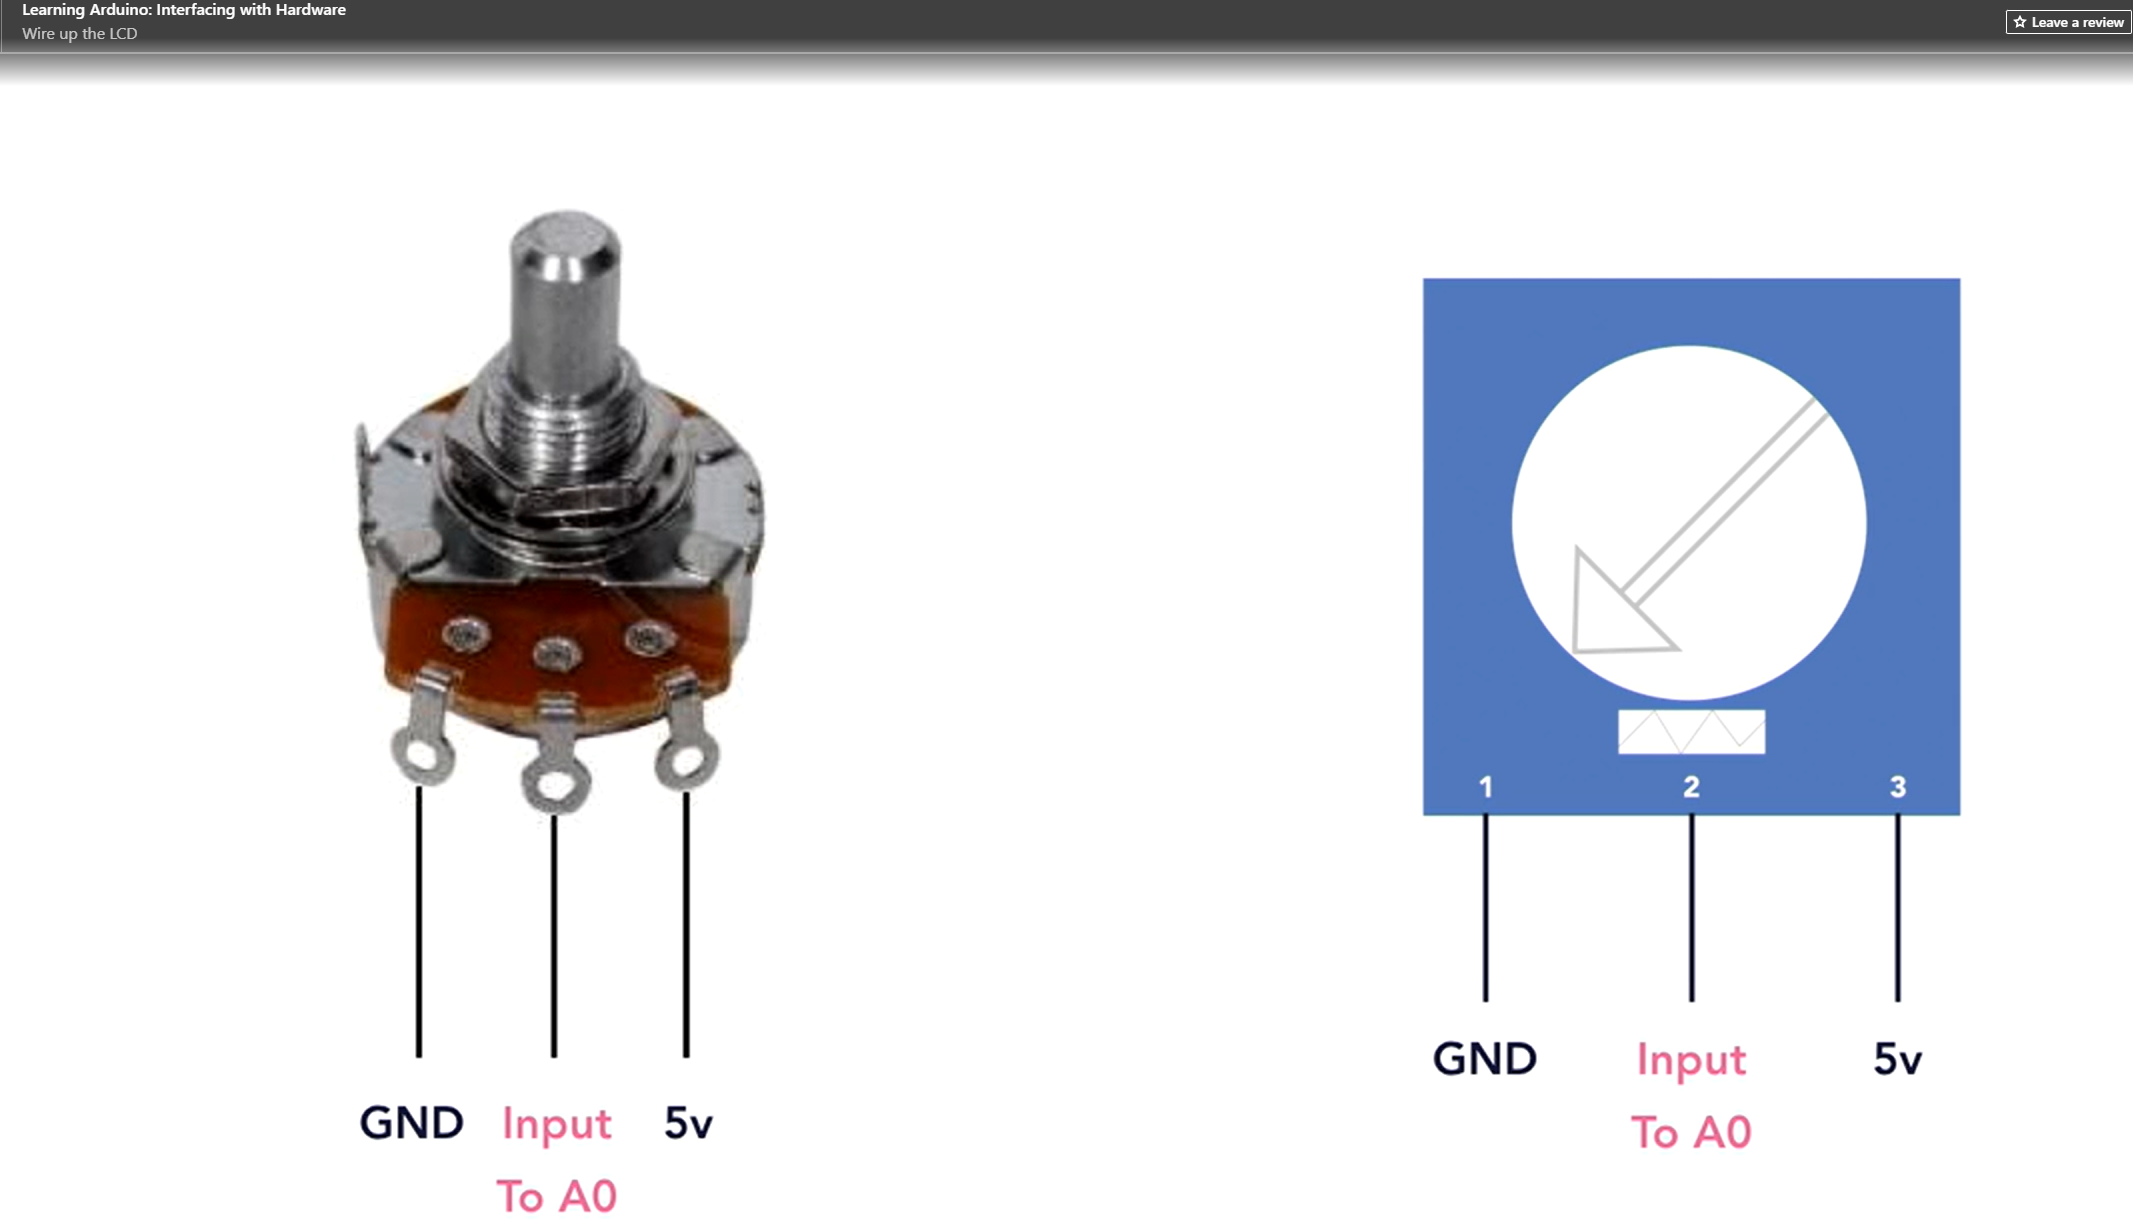 Learning Arduino: Interfacing with Hardware
Wire up the LCD
Leave a review
GND Input 5v
To A0
1 2 3
GND Input 5v
To A0